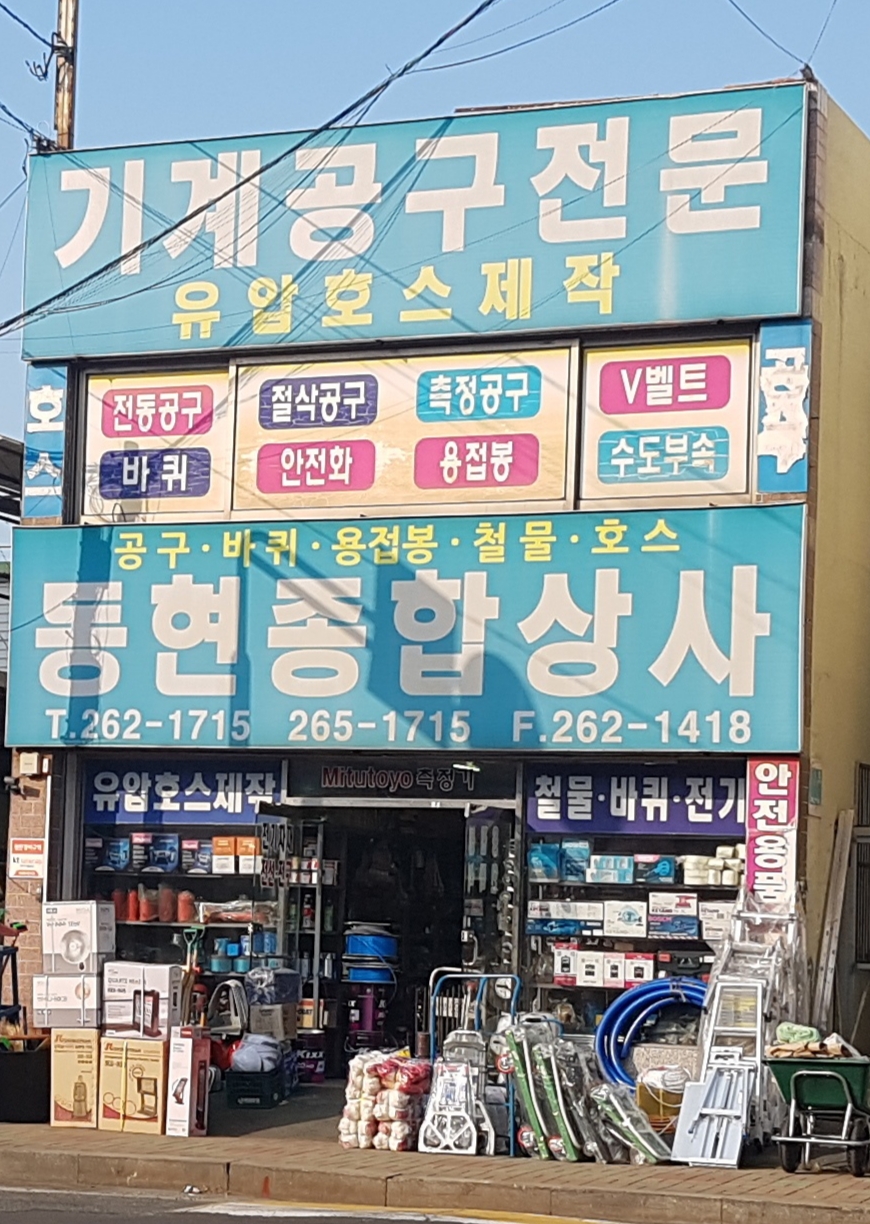 기계공구전문
유압호스제작
호스
전동공구
절삭공구
측정공구
V벨트
바퀴
안전화
용접봉
수도부속
공구·바퀴·용접봉·철물·호스
동현종합상사
T.262-1715 265-1715 F.262-1418
유압호스제작
Mitutoyo 측정기
철물·바퀴·전기
안전용품
KIXX